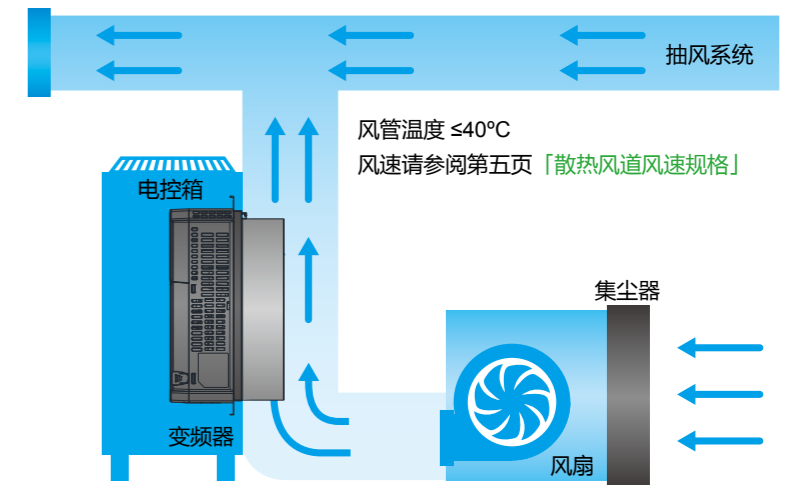 抽风系统
风管温度 ≤40ºC
风速请参阅第五页「散热风道风速规格」
电控箱
集尘器
变频器
风扇